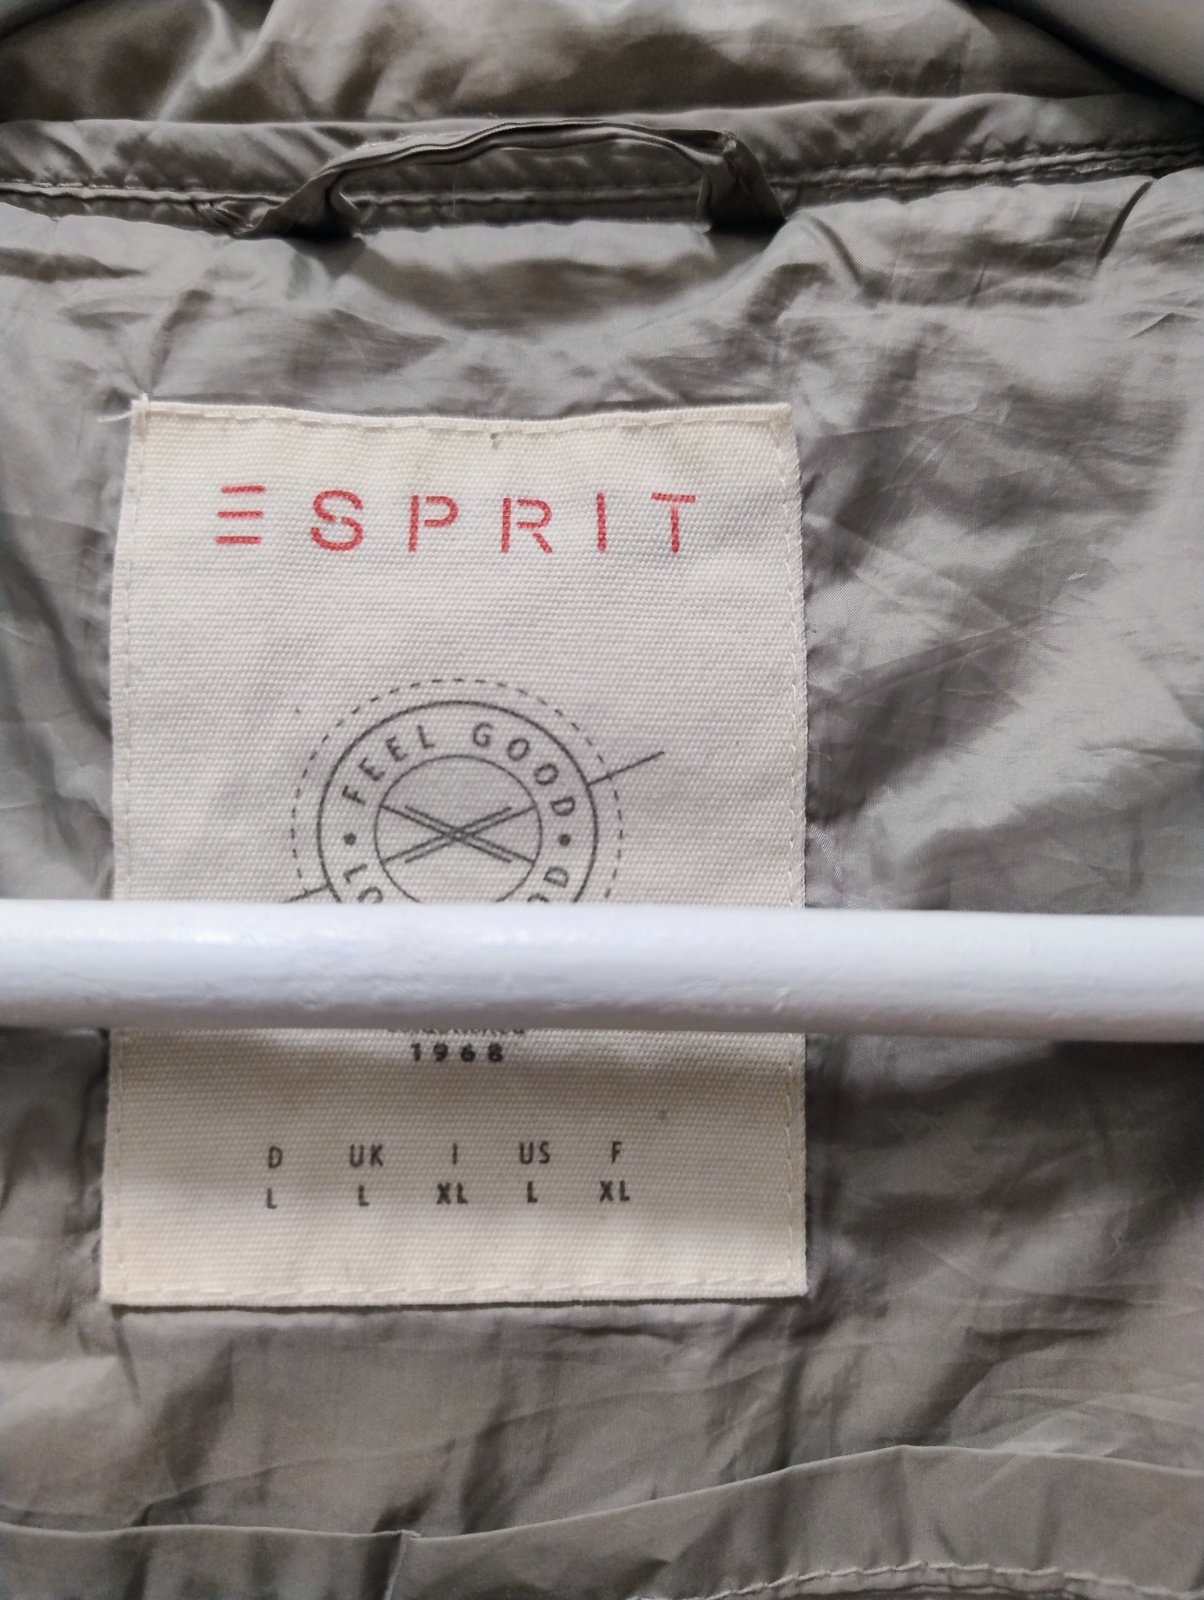 ESPRIT
FEEL GOOD
1968
D UK I US F
L L XL L XL